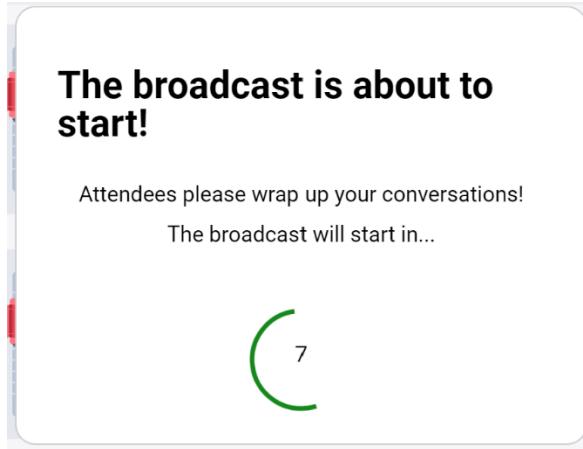 The broadcast is about to
start!
Attendees please wrap up your conversations!
The broadcast will start in...
7